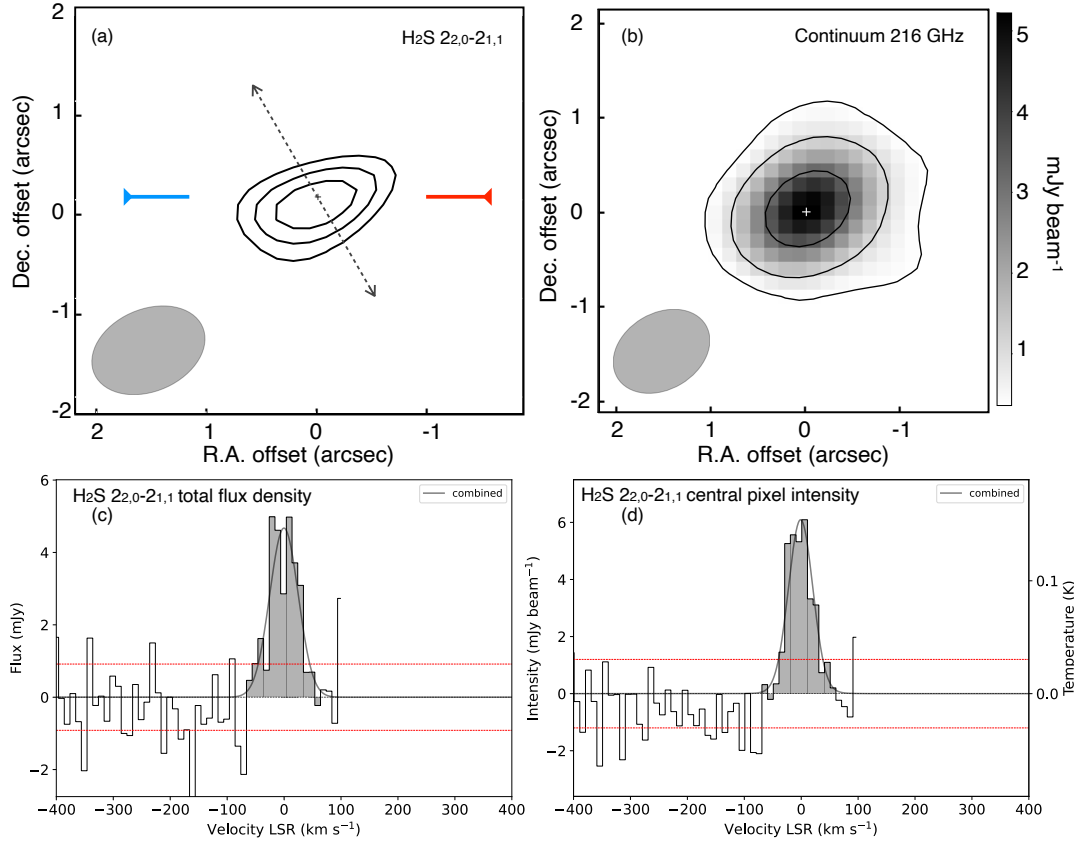 (a) H2S 22,0-21,1
2
1
0
-1
-2
Dec. offset (arcsec)
2 1 0 -1
R.A. offset (arcsec)
(b) Continuum 216 GHz
2
1
0
-1
-2
Dec. offset (arcsec)
2 1 0 -1
R.A. offset (arcsec)
5
4
3
2
1
mJy beam-1
H2S 22,0-21,1 total flux density
(c)
combined
6
4
2
0
−2
Flux (mJy)
−400 −300 −200 −100 0 100 200 300 400
Velocity LSR (km s−1)
H2S 22,0-21,1 central pixel intensity
(d)
combined
6
4
2
0
−2
Intensity (mJy beam−1)
0.1
0.0
Temperature (K)
−400 −300 −200 −100 0 100 200 300 400
Velocity LSR (km s−1)